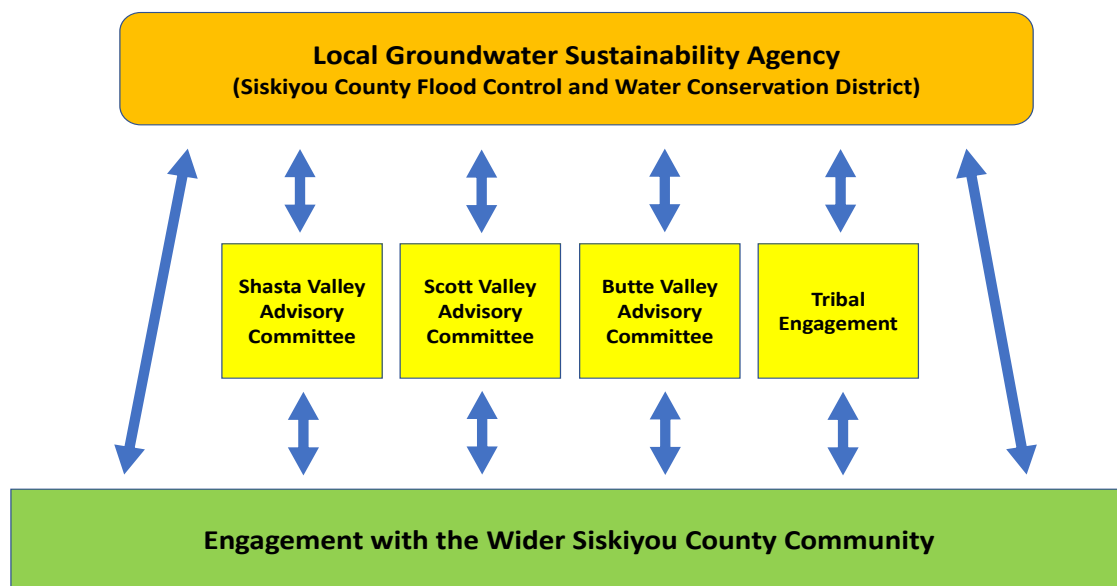 Local Groundwater Sustainability Agency
(Siskiyou County Flood Control and Water Conservation District)
Shasta Valley
Advisory
Committee
Scott Valley
Advisory
Committee
Butte Valley
Advisory
Committee
Tribal
Engagement
Engagement with the Wider Siskiyou County Community